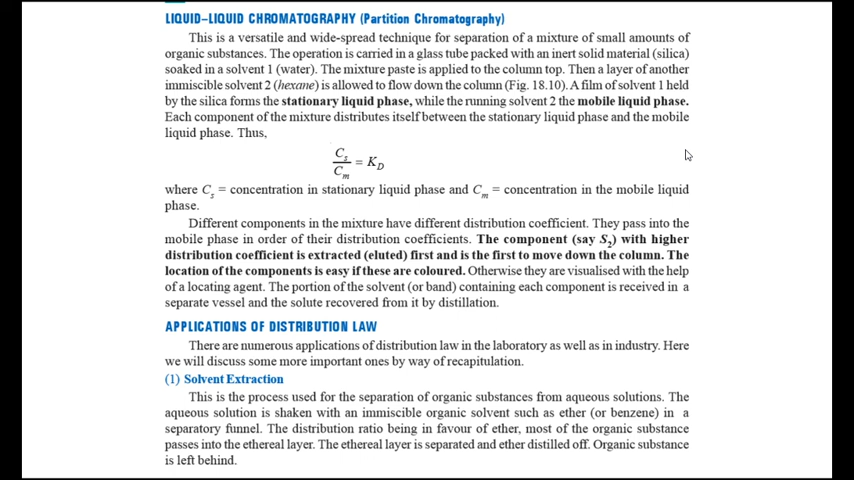 LIQUID–LIQUID CHROMATOGRAPHY (Partition Chromatography)
This is a versatile and wide-spread technique for separation of a mixture of small amounts of
organic substances. The operation is carried in a glass tube packed with an inert solid material (silica)
soaked in a solvent 1 (water). The mixture paste is applied to the column top. Then a layer of another
immiscible solvent 2 (hexane) is allowed to flow down the column (Fig. 18.10). A film of solvent 1 held
by the silica forms the stationary liquid phase, while the running solvent 2 the mobile liquid phase.
Each component of the mixture distributes itself between the stationary liquid phase and the mobile
liquid phase. Thus,
C_s / C_m = K_D
where C_s = concentration in stationary liquid phase and C_m = concentration in the mobile liquid
phase.
Different components in the mixture have different distribution coefficient. They pass into the
mobile phase in order of their distribution coefficients. The component (say S_2) with higher
distribution coefficient is extracted (eluted) first and is the first to move down the column. The
location of the components is easy if these are coloured. Otherwise they are visualised with the help
of a locating agent. The portion of the solvent (or band) containing each component is received in a
separate vessel and the solute recovered from it by distillation.
APPLICATIONS OF DISTRIBUTION LAW
There are numerous applications of distribution law in the laboratory as well as in industry. Here
we will discuss some more important ones by way of recapitulation.
(1) Solvent Extraction
This is the process used for the separation of organic substances from aqueous solutions. The
aqueous solution is shaken with an immiscible organic solvent such as ether (or benzene) in a
separatory funnel. The distribution ratio being in favour of ether, most of the organic substance
passes into the ethereal layer. The ethereal layer is separated and ether distilled off. Organic substance
is left behind.